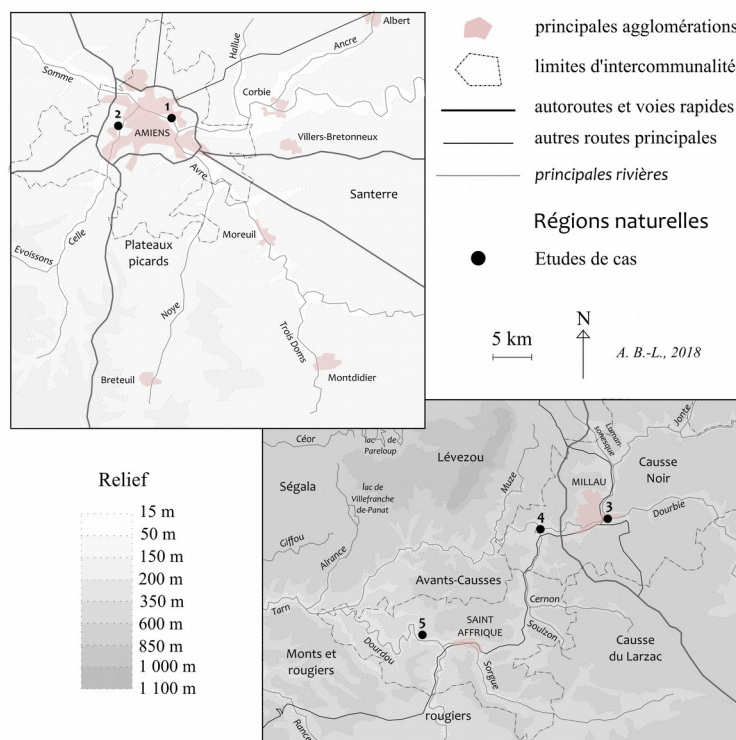 Albert
Hallue
Ancre
Somme
Corbie
1
2
AMIENS
Villers-Bretonneux
Avre
Santerre
Moreuil
Celle
Plateaux
picards
Evoissons
Noye
Trois Doms
Breteuil
Montdidier
principales agglomérations
limites d'intercommunalité
autoroutes et voies rapides
autres routes principales
principales rivières
Régions naturelles
Etudes de cas
5 km
N
A. B.-L., 2018
Relief
15 m
50 m
150 m
200 m
350 m
600 m
850 m
1 000 m
1 100 m
Céor
lac de
Pareloup
Lévezou
Ségala
lac de
Villefranche
de-Panat
Muze
Luman-
sonesque
Jonte
MILLAU
Causse
Noir
3
Dourbie
4
Giffou
Alrance
Avants-Causses
Tarn
Cernon
5
SAINT
AFFRIQUE
Soulzon
Dourdou
Causse
du Larzac
Monts et
rougiers
Sorgue
rougiers
Rance